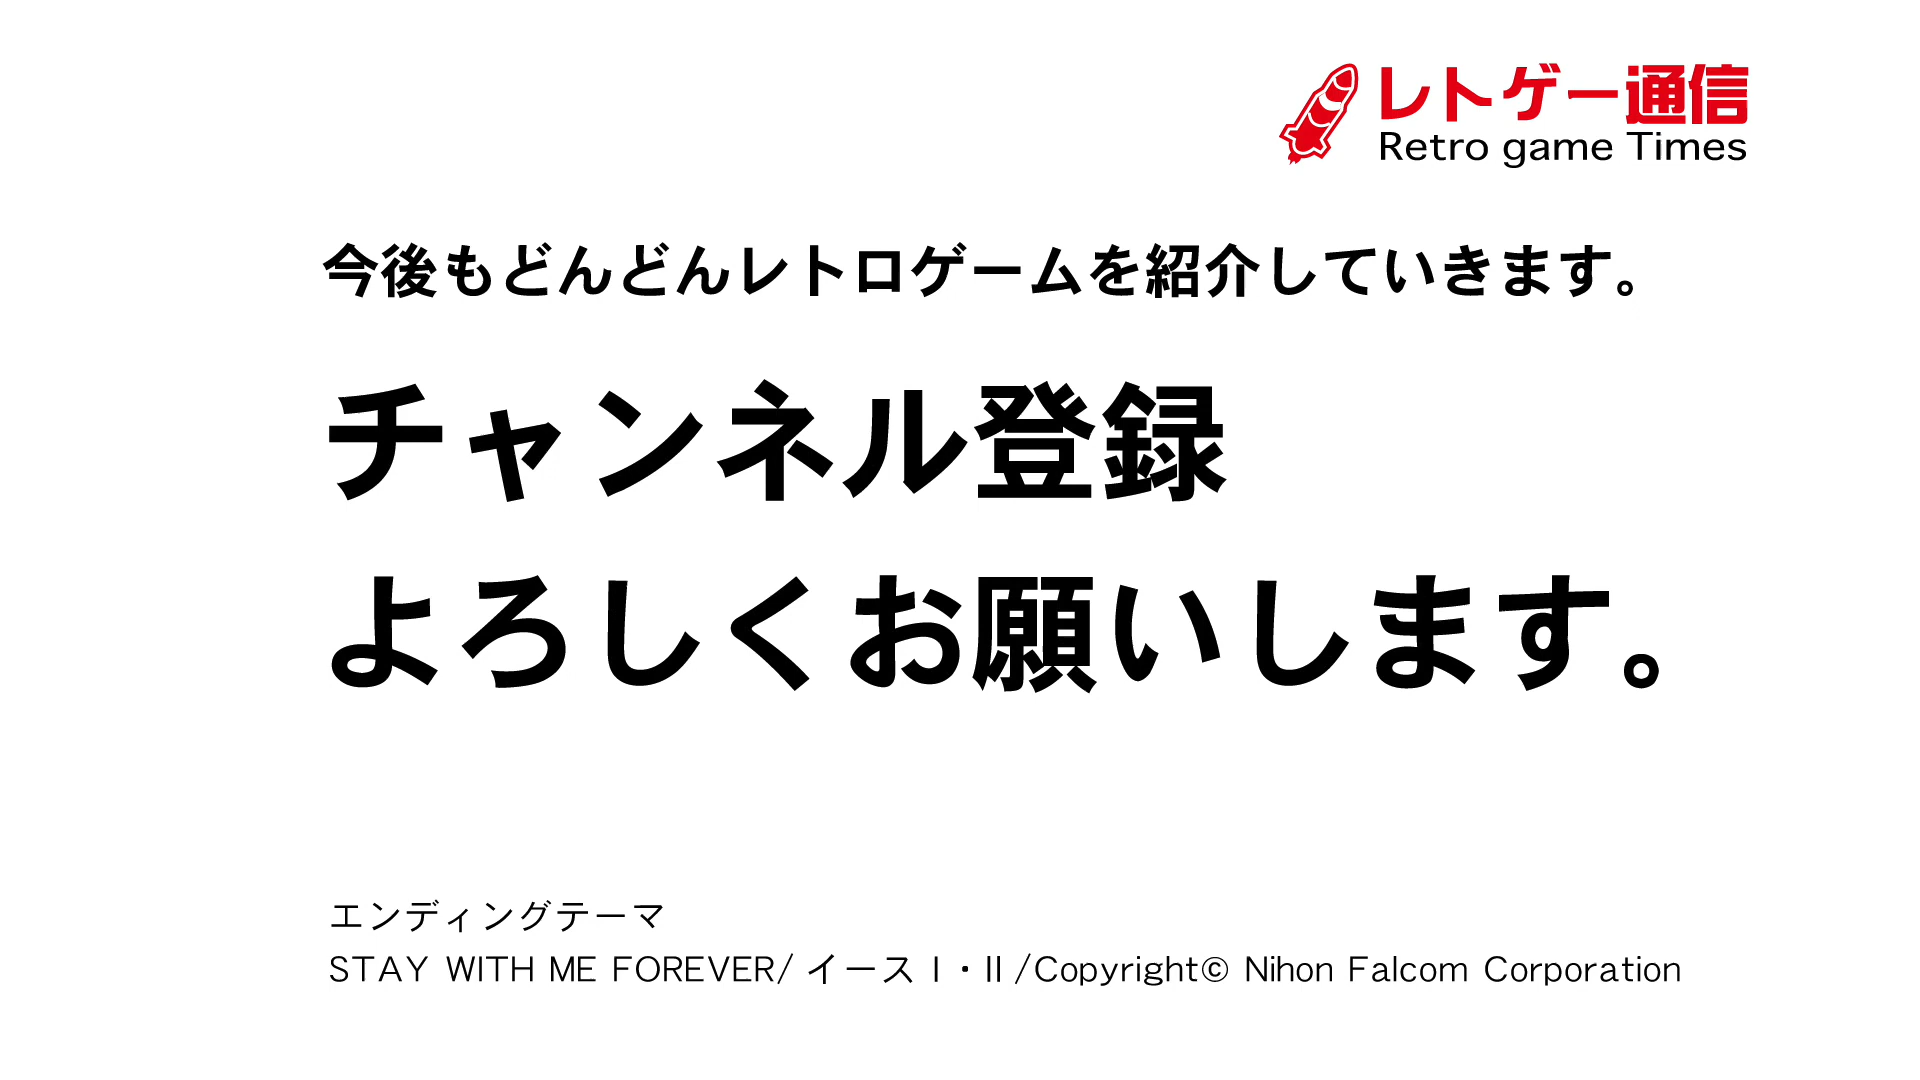 レトゲー通信
Retro game Times
今後もどんどんレトロゲームを紹介していきます。
チャンネル登録
よろしくお願いします。
エンディングテーマ
STAY WITH ME FOREVER/イースⅠ・Ⅱ/Copyright© Nihon Falcom Corporation